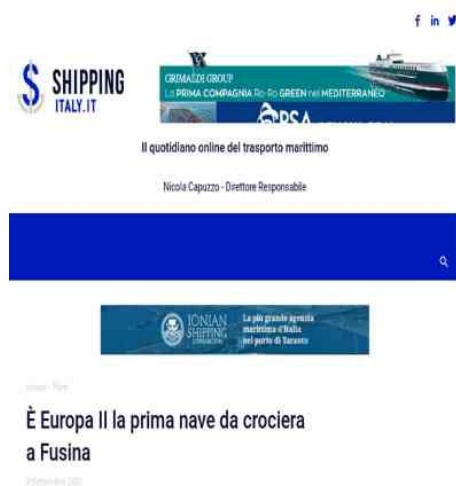 f in
SHIPPING
ITALY.IT
GRIMALDI GROUP
LA PRIMA COMPAGNIA Ro-Ro GREEN nel MEDITERRANEO
PSA
Il quotidiano online del trasporto marittimo
Nicola Capuzzo - Direttore Responsabile
IONIAN
SHIPPING
La più grande agenzia
marittima d'Italia
nel porto di Taranto
È Europa II la prima nave da crociera
a Fusina